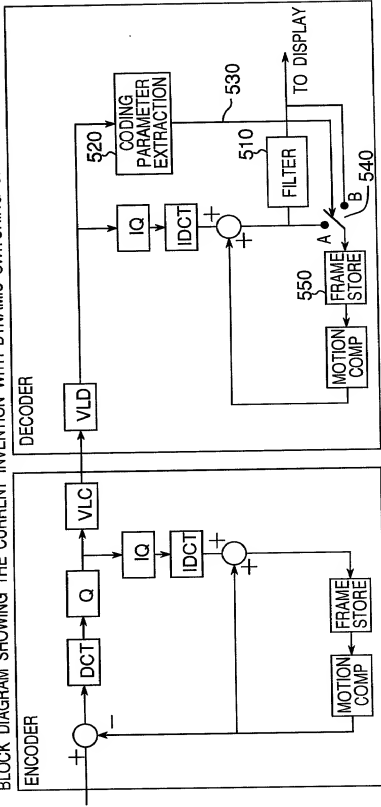 BLOCK DIAGRAM SHOWING THE CURRENT INVENTION WITH DYNAMIC
ENCODER
+
−
DCT
Q
VLC
IQ
IDCT
+
+
FRAME STORE
MOTION COMP
DECODER
VLD
IQ
IDCT
+
+
520
CODING PARAMETER EXTRACTION
530
510
FILTER
TO DISPLAY
A
B
540
550
FRAME STORE
MOTION COMP